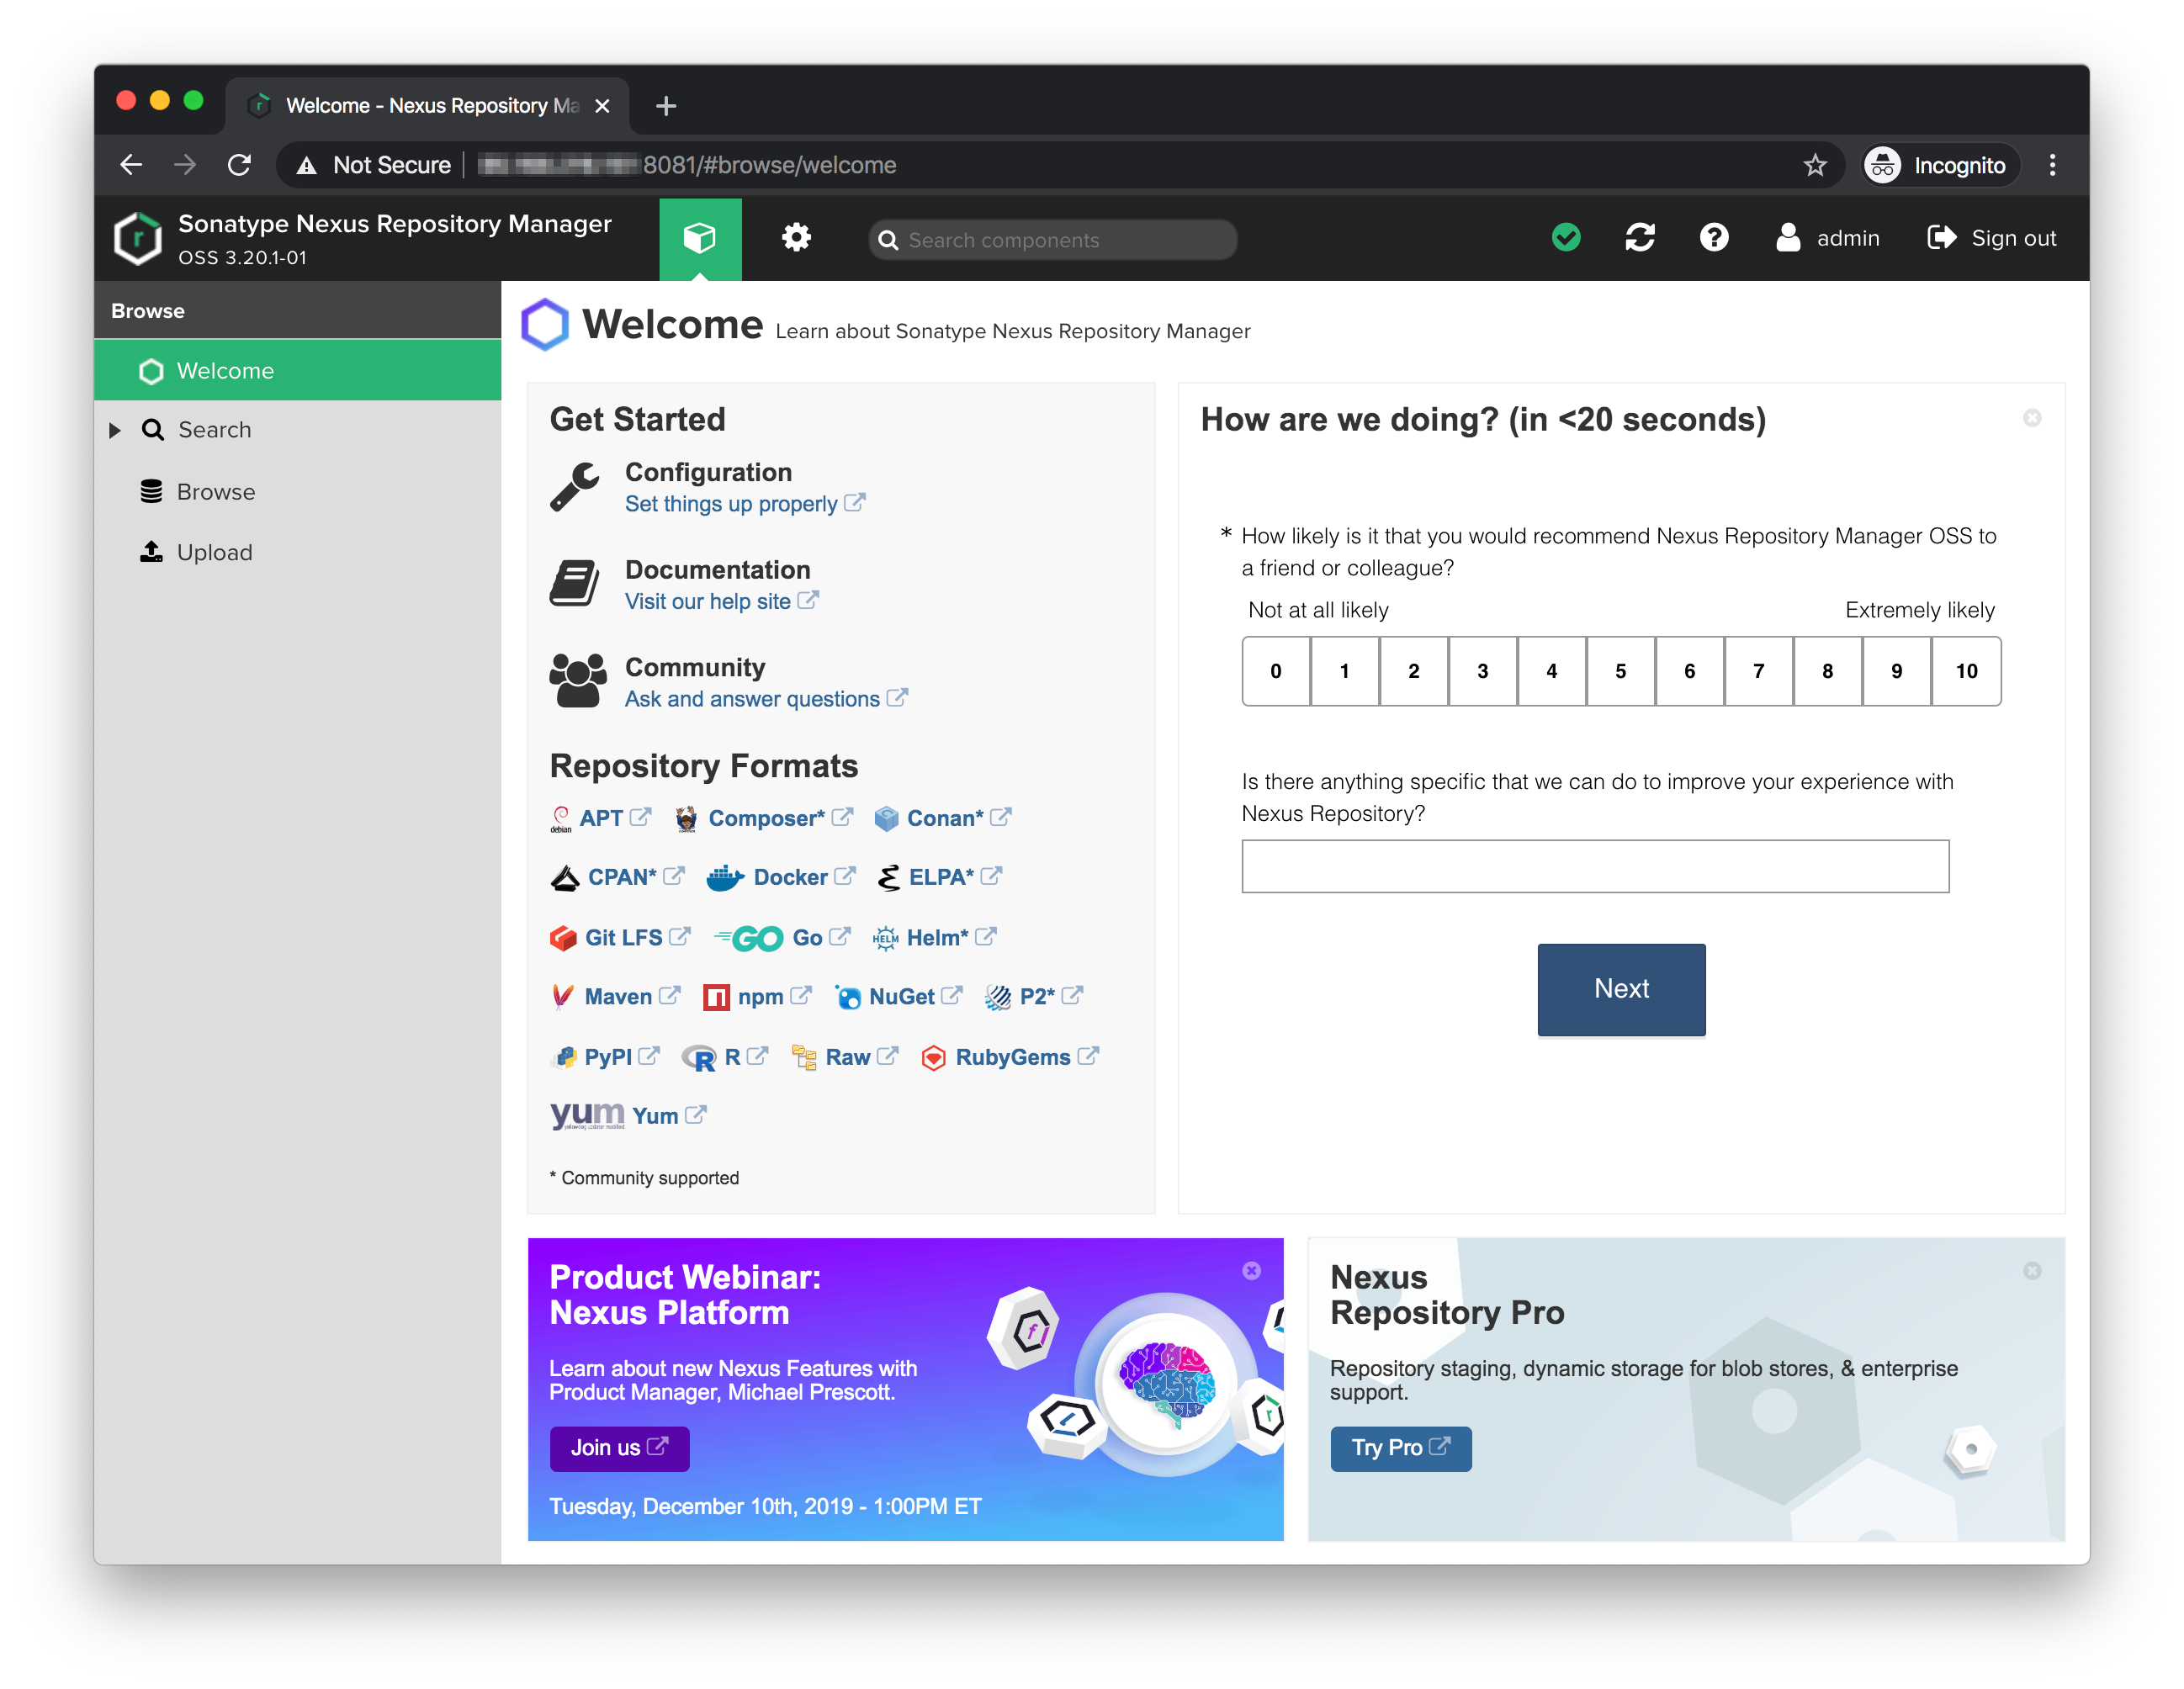 Welcome - Nexus Repository Ma
Not Secure
8081/#browse/welcome
Incognito
Sonatype Nexus Repository Manager
OSS 3.20.1-01
Search components
admin
Sign out
Browse
Welcome
Search
Browse
Upload
Welcome Learn about Sonatype Nexus Repository Manager
Get Started
Configuration
Set things up properly
Documentation
Visit our help site
Community
Ask and answer questions
Repository Formats
debian APT Composer* Conan*
CPAN* Docker ELPA*
Git LFS GO Go HELM Helm*
Maven npm NuGet P2*
PyPI R R Raw RubyGems
yum Yum
* Community supported
How are we doing? (in <20 seconds)
* How likely is it that you would recommend Nexus Repository Manager OSS to
a friend or colleague?
Not at all likely Extremely likely
0 1 2 3 4 5 6 7 8 9 10
Is there anything specific that we can do to improve your experience with
Nexus Repository?
Next
Product Webinar:
Nexus Platform
Learn about new Nexus Features with
Product Manager, Michael Prescott.
Join us
Tuesday, December 10th, 2019 - 1:00PM ET
Nexus
Repository Pro
Repository staging, dynamic storage for blob stores, & enterprise
support.
Try Pro